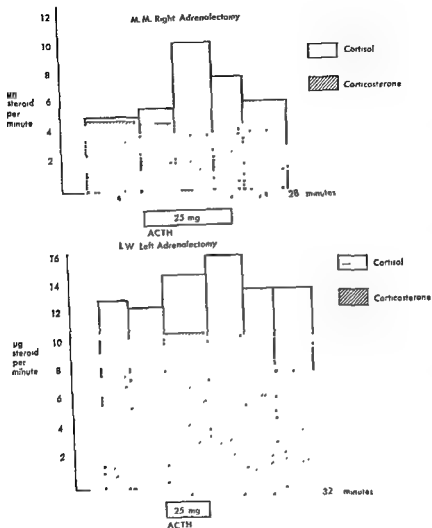 M.M. Right Adrenalectomy
12
10
8
6
4
2
steroid
per
minute
Cortisol
Corticosterone
28 minutes
25 mg
ACTH
I.W Left Adrenalectomy
16
14
12
10
8
6
4
2
µg
steroid
per
minute
Cortisol
Corticosterone
32 minutes
25 mg
ACTH